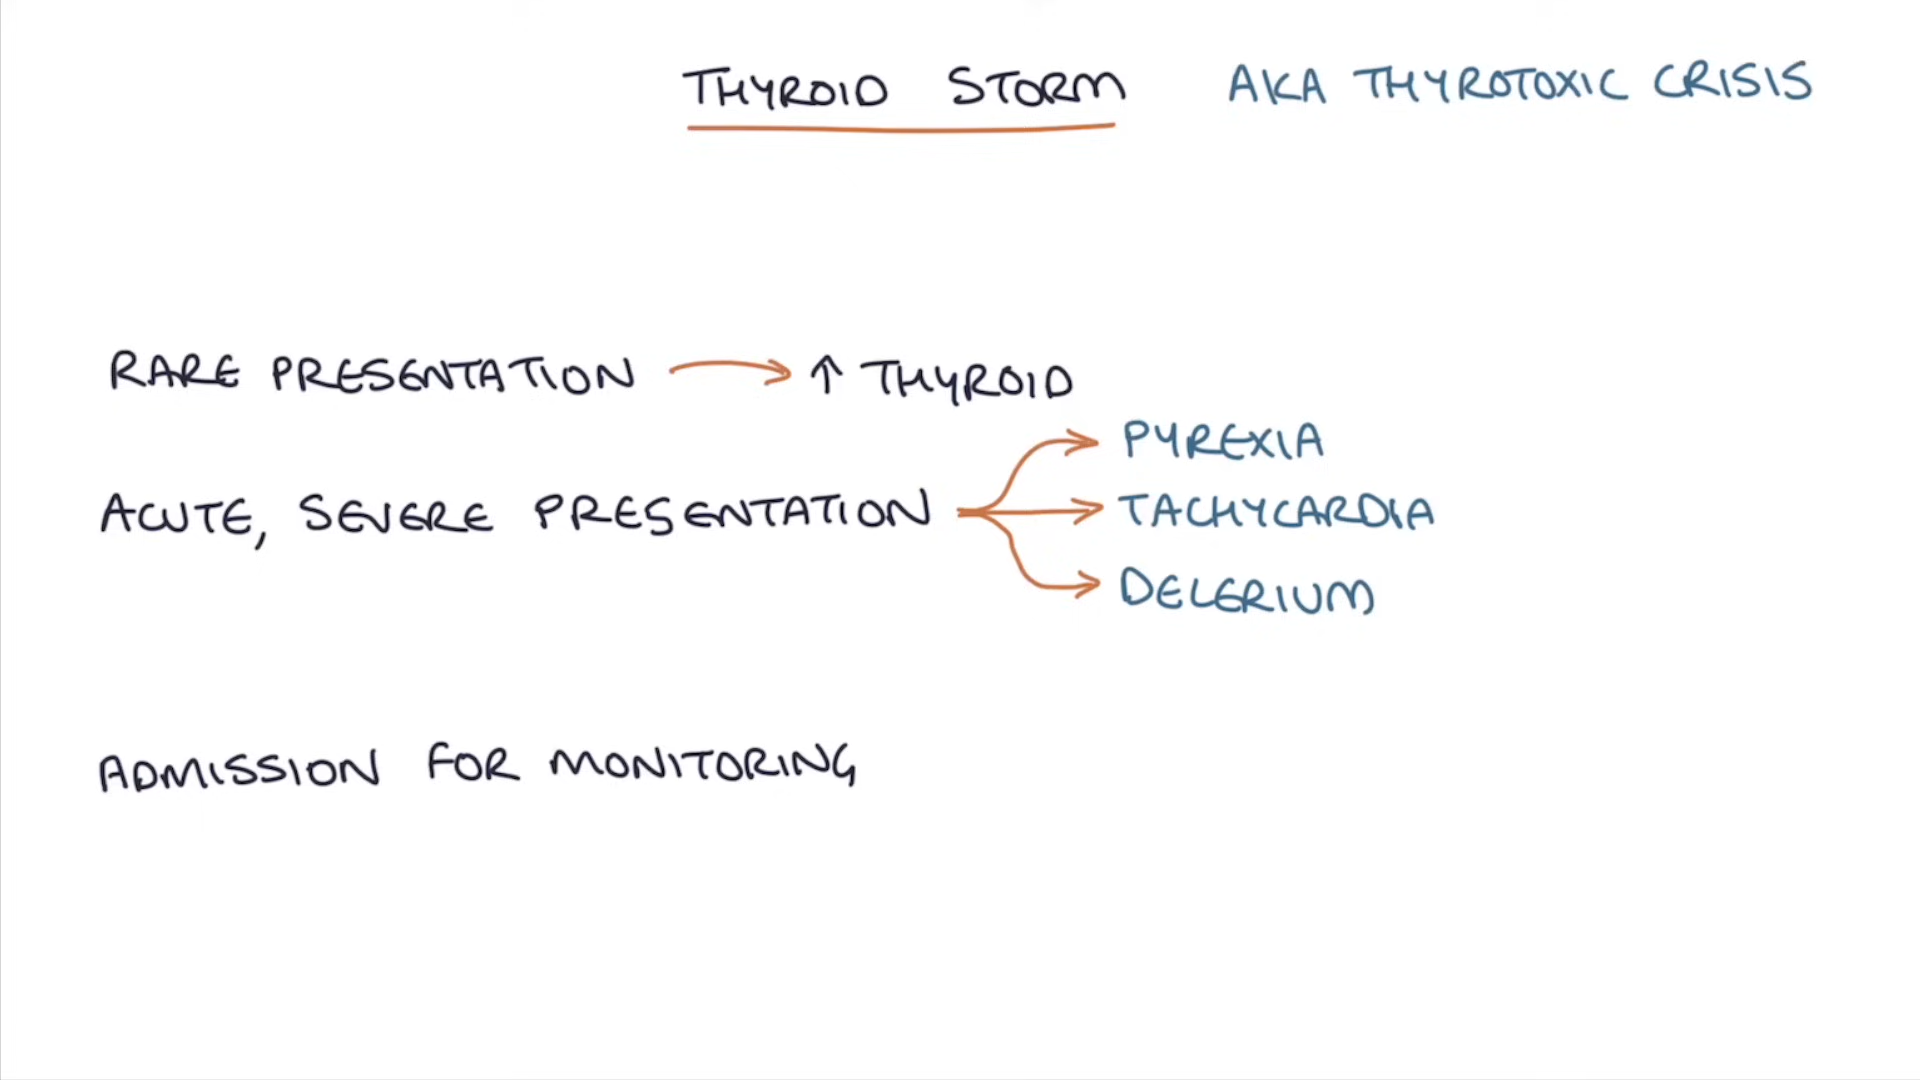 THYROID STORM AKA THYROTOXIC CRISIS
RARE PRESENTATION → ↑ THYROID
PYREXIA
ACUTE, SEVERE PRESENTATION → TACHYCARDIA
DELERIUM
ADMISSION FOR MONITORING